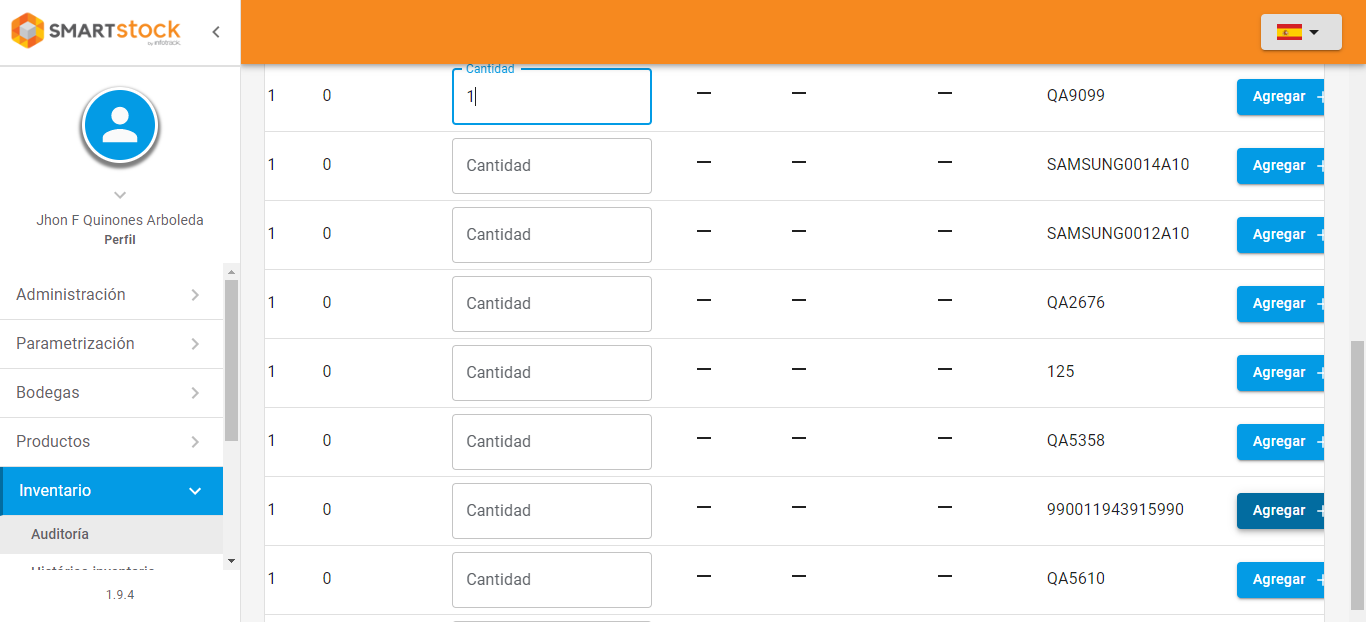 SMARTstock
by infotrack.
Jhon F Quinones Arboleda
Perfil
Administración
Parametrización
Bodegas
Productos
Inventario
Auditoría
Histórico inventario
1.9.4
Cantidad
1 0 1 — — — QA9099 Agregar +
1 0 Cantidad — — — SAMSUNG0014A10 Agregar +
1 0 Cantidad — — — SAMSUNG0012A10 Agregar +
1 0 Cantidad — — — QA2676 Agregar +
1 0 Cantidad — — — 125 Agregar +
1 0 Cantidad — — — QA5358 Agregar +
1 0 Cantidad — — — 990011943915990 Agregar +
1 0 Cantidad — — — QA5610 Agregar +